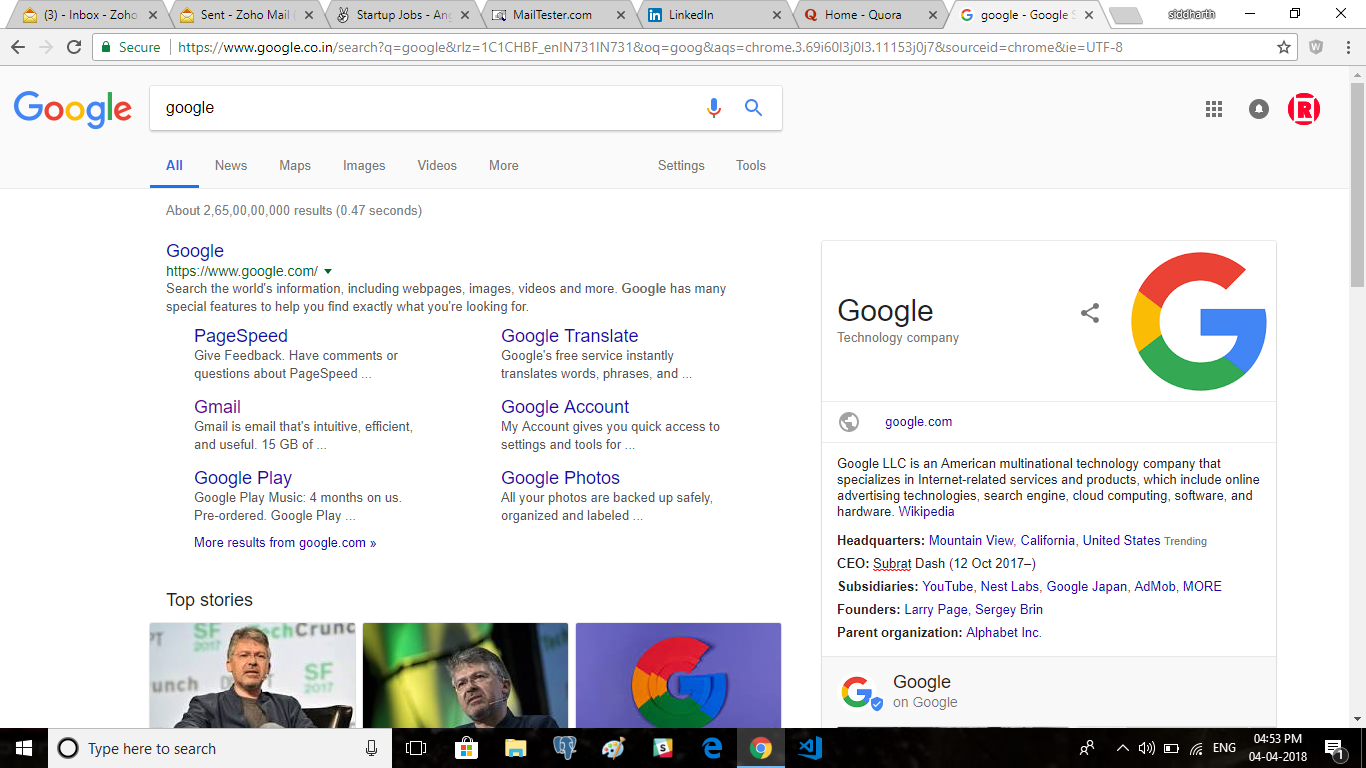 (3) - Inbox - Zoho
Sent - Zoho Mail (
Startup Jobs - Ang
MailTester.com
LinkedIn
Home - Quora
google - Google S
siddharth
Secure
https://www.google.co.in/search?q=google&rlz=1C1CHBF_enIN731IN731&oq=goog&aqs=chrome.3.69i60l3j0l3.11153j0j7&sourceid=chrome&ie=UTF-8
Google
google
All
News
Maps
Images
Videos
More
Settings
Tools
About 2,65,00,00,000 results (0.47 seconds)
Google
https://www.google.com/
Search the world's information, including webpages, images, videos and more. Google has many
special features to help you find exactly what you're looking for.
PageSpeed
Give Feedback. Have comments or
questions about PageSpeed ...
Google Translate
Google's free service instantly
translates words, phrases, and ...
Gmail
Gmail is email that's intuitive, efficient,
and useful. 15 GB of ...
Google Account
My Account gives you quick access to
settings and tools for ...
Google Play
Google Play Music: 4 months on us.
Pre-ordered. Google Play ...
Google Photos
All your photos are backed up safely,
organized and labeled ...
More results from google.com »
Top stories
SF
2017
TechCrunch
SF
2017
Google
Technology company
google.com
Google LLC is an American multinational technology company that
specializes in Internet-related services and products, which include online
advertising technologies, search engine, cloud computing, software, and
hardware. Wikipedia
Headquarters: Mountain View, California, United States Trending
CEO: Subrat Dash (12 Oct 2017–)
Subsidiaries: YouTube, Nest Labs, Google Japan, AdMob, MORE
Founders: Larry Page, Sergey Brin
Parent organization: Alphabet Inc.
Google
on Google
Type here to search
ENG
04:53 PM
04-04-2018
1